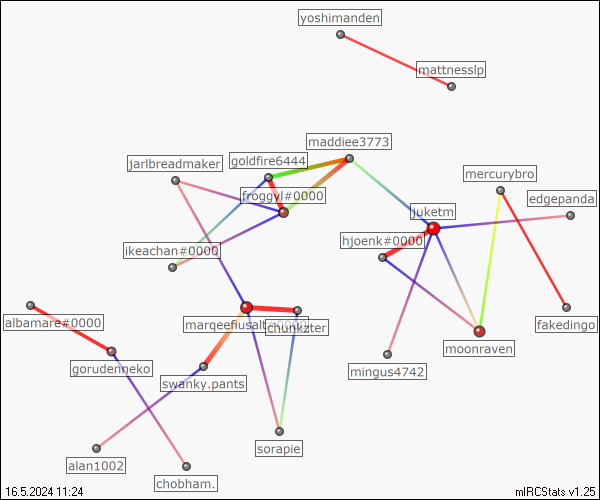 yoshimanden
mattnesslp
maddiee3773
jarlbreadmaker
goldfire6444
mercurybro
froggyl#0000
edgepanda
juketm
ikeachan#0000
hjoenk#0000
albamare#0000
marqeefusalt
chunkzter
fakedingo
moonraven
gorudenneko
mingus4742
swanky.pants
sorapie
alan1002
chobham.
16.5.2024 11:24
mIRCStats v1.25